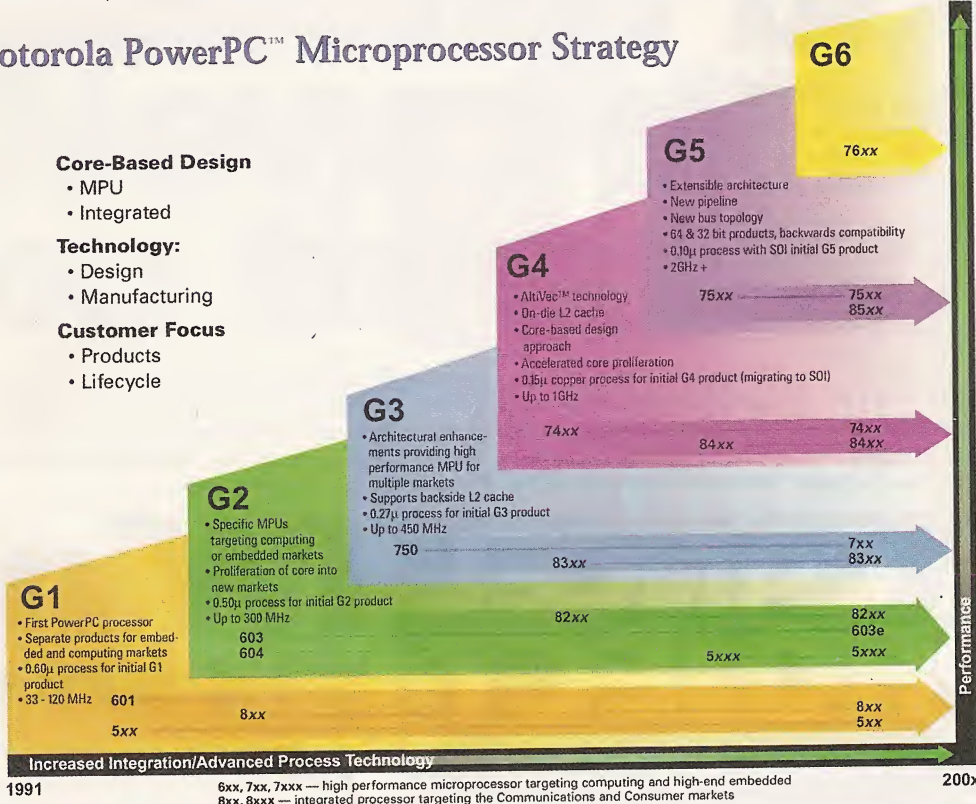 otorola PowerPC™ Microprocessor Strategy
Core-Based Design
• MPU
• Integrated
Technology:
• Design
• Manufacturing
Customer Focus
• Products
• Lifecycle
G6
76xx
G5
• Extensible architecture
• New pipeline
• New bus topology
• 64 & 32 bit products, backwards compatibility
• 0.10µ process with SOI initial G5 product
• 2GHz +
75xx
75xx
85xx
G4
• AltiVec™ technology
• On-die L2 cache
• Core-based design
approach
• Accelerated core proliferation
• 0.15µ copper process for initial G4 product (migrating to SOI)
• Up to 1GHz
74xx
74xx
84xx
84xx
G3
• Architectural enhance-
ments providing high
performance MPU for
multiple markets
• Supports backside L2 cache
• 0.27µ process for initial G3 product
• Up to 450 MHz
750
7xx
83xx
83xx
G2
• Specific MPUs
targeting computing
or embedded markets
• Proliferation of core into
new markets
• 0.50µ process for initial G2 product
• Up to 300 MHz
82xx
82xx
603
603e
604
5xxx
5xxx
G1
• First PowerPC processor
• Separate products for embed-
ded and computing markets
• 0.60µ process for initial G1
product
• 33 - 120 MHz
601
8xx
8xx
5xx
5xx
Performance
Increased Integration/Advanced Process Technology
1991
200x
6xx, 7xx, 7xxx — high performance microprocessor targeting computing and high-end embedded
8xx, 8xxx — integrated processor targeting the Communications and Consumer markets